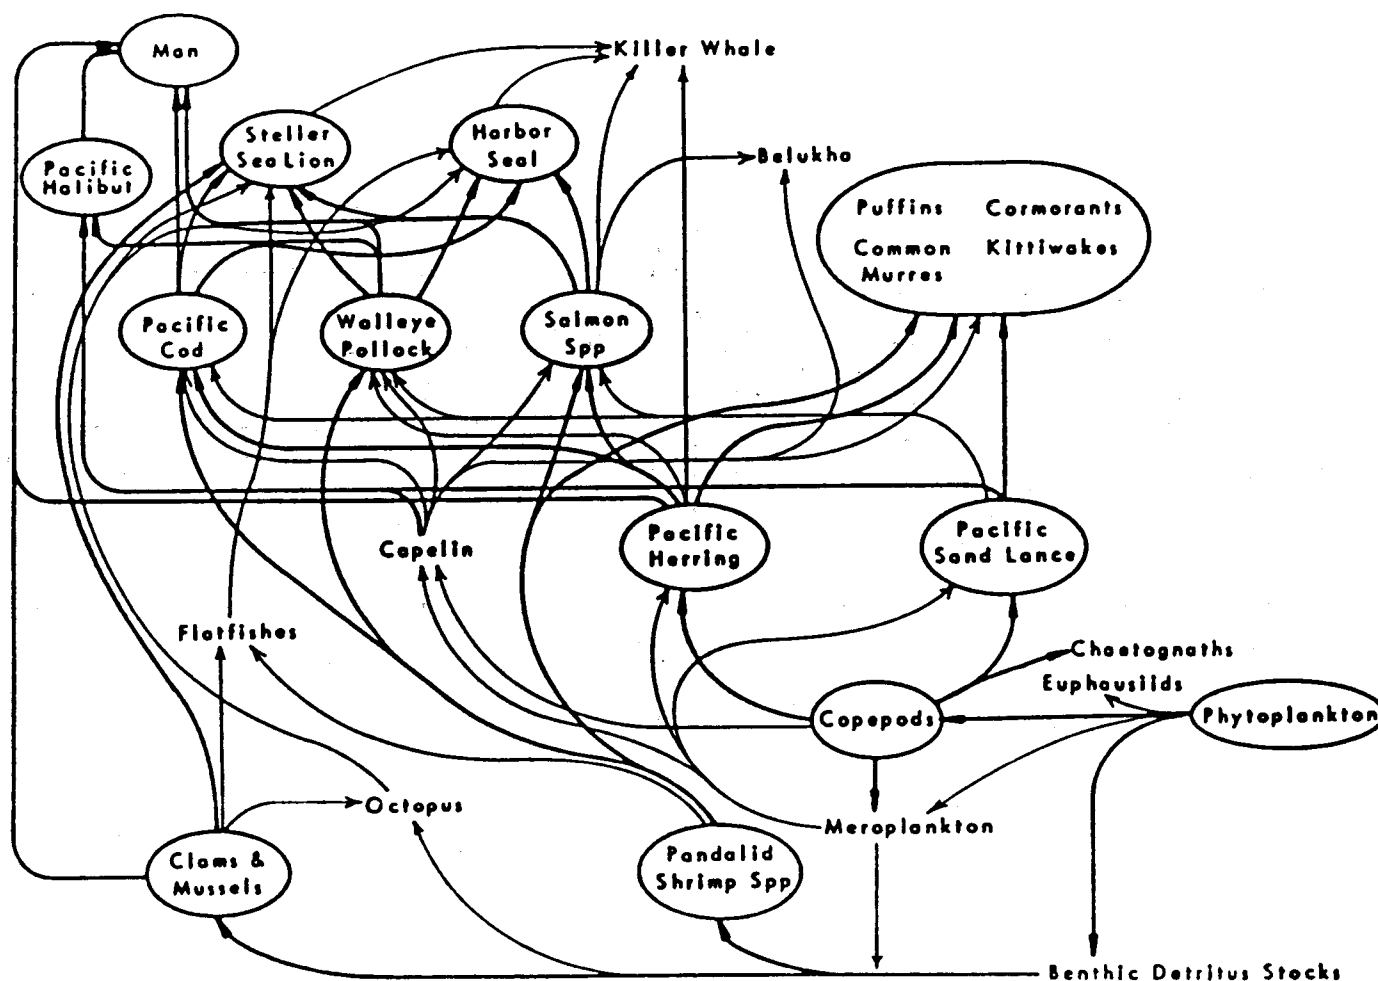 Man
Killer Whale
Steller
Sea Lion
Harbor
Seal
Pacific
Halibut
Belukha
Puffins Cormorants
Common Kittiwakes
Murres
Pacific
Cod
Walleye
Pollock
Salmon
Spp
Capelin
Pacific
Herring
Pacific
Sand Lance
Flatfishes
Chaetognaths
Euphausiids
Copepods
Phytoplankton
Octopus
Meroplankton
Clams &
Mussels
Pandalid
Shrimp Spp
Benthic Detritus Stocks